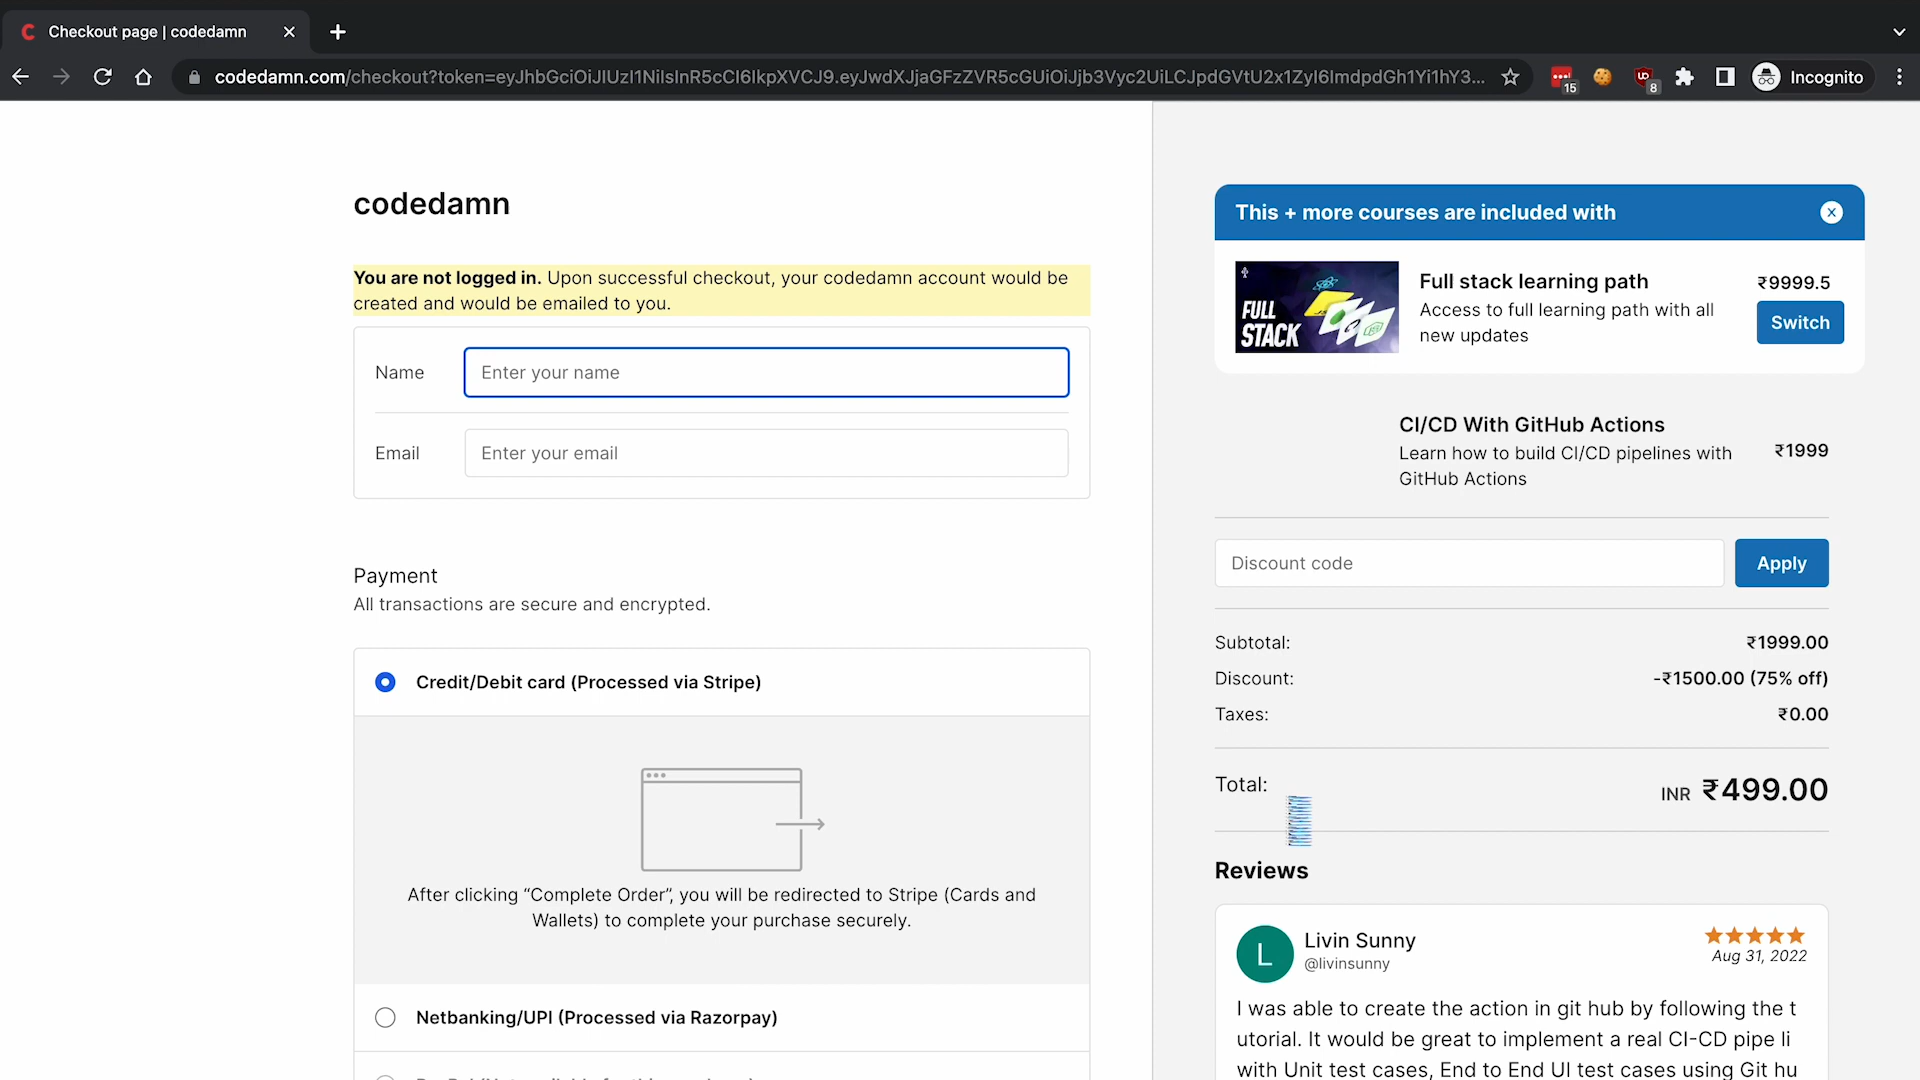 Checkout page | codedamn
codedamn.com/checkout?token=eyJhbGciOiJIUzI1NiIsInR5cCI6IkpXVCJ9.eyJwdXJjaGFzZVR5cGUiOiJjb3Vyc2UiLCJpdGVtU2x1ZyI6ImdpdGh1Yi1hY3...
15
8
Incognito
codedamn
You are not logged in. Upon successful checkout, your codedamn account would be
created and would be emailed to you.
Name
Enter your name
Email
Enter your email
Payment
All transactions are secure and encrypted.
Credit/Debit card (Processed via Stripe)
After clicking “Complete Order”, you will be redirected to Stripe (Cards and
Wallets) to complete your purchase securely.
Netbanking/UPI (Processed via Razorpay)
This + more courses are included with
FULL
STACK
Full stack learning path
₹9999.5
Access to full learning path with all
new updates
Switch
CI/CD With GitHub Actions
Learn how to build CI/CD pipelines with
GitHub Actions
₹1999
Discount code
Apply
Subtotal: ₹1999.00
Discount: -₹1500.00 (75% off)
Taxes: ₹0.00
Total: INR ₹499.00
Reviews
L
Livin Sunny
@livinsunny
Aug 31, 2022
I was able to create the action in git hub by following the t
utorial. It would be great to implement a real CI-CD pipe li
with Unit test cases, End to End UI test cases using Git hu